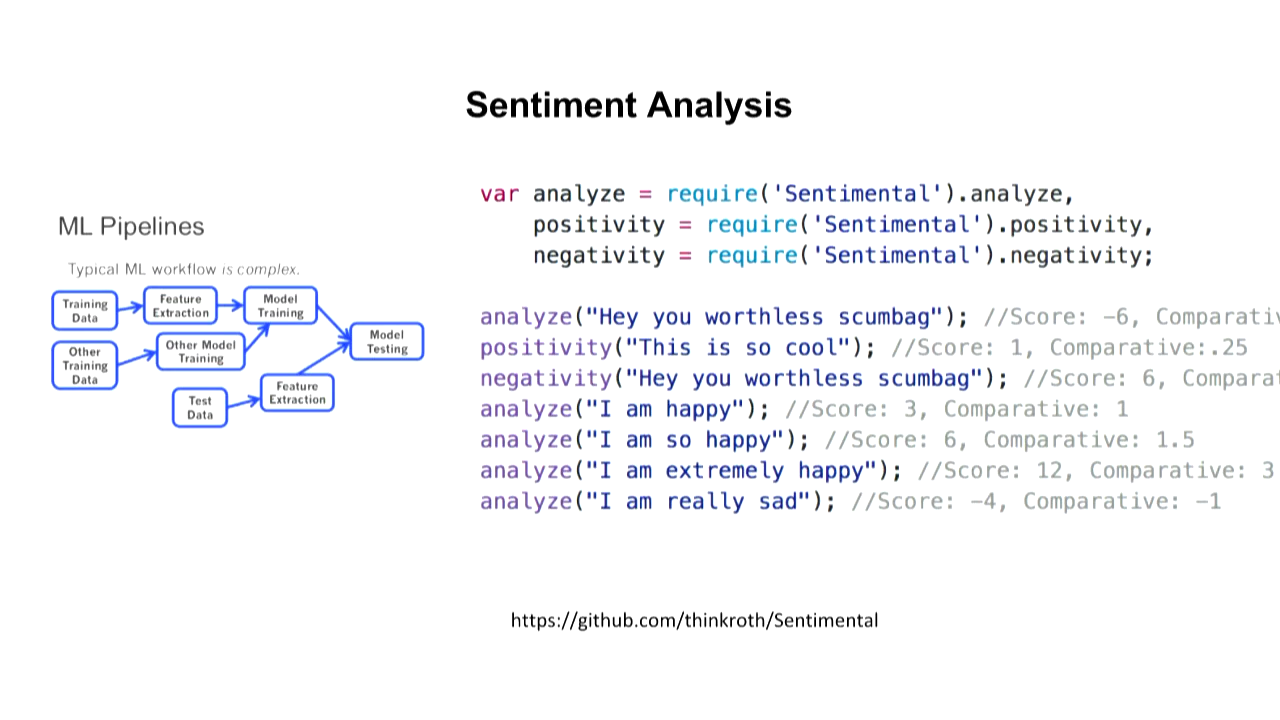 Sentiment Analysis
ML Pipelines
Typical ML workflow is complex.
Training
Data
Feature
Extraction
Model
Training
Other
Training
Data
Other Model
Training
Model
Testing
Test
Data
Feature
Extraction
var analyze = require('Sentimental').analyze,
positivity = require('Sentimental').positivity,
negativity = require('Sentimental').negativity;
analyze("Hey you worthless scumbag"); //Score: -6, Comparativ
positivity("This is so cool"); //Score: 1, Comparative:.25
negativity("Hey you worthless scumbag"); //Score: 6, Comparat
analyze("I am happy"); //Score: 3, Comparative: 1
analyze("I am so happy"); //Score: 6, Comparative: 1.5
analyze("I am extremely happy"); //Score: 12, Comparative: 3
analyze("I am really sad"); //Score: -4, Comparative: -1
https://github.com/thinkroth/Sentimental